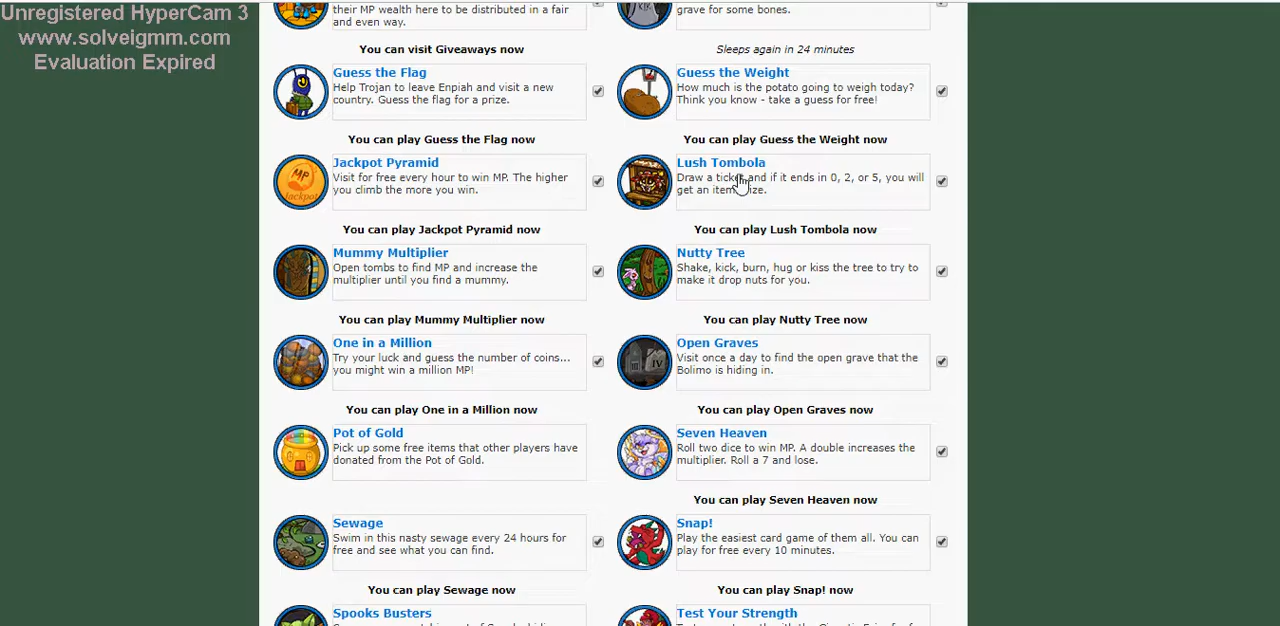 Unregistered HyperCam 3
www.solveigmm.com
Evaluation Expired
their MP wealth here to be distributed in a fair
and even way.
grave for some bones.
You can visit Giveaways now
Sleeps again in 24 minutes
Guess the Flag
Help Trojan to leave Enpiah and visit a new
country. Guess the flag for a prize.
Guess the Weight
How much is the potato going to weigh today?
Think you know - take a guess for free!
You can play Guess the Flag now
You can play Guess the Weight now
MP
Jackpot
Jackpot Pyramid
Visit for free every hour to win MP. The higher
you climb the more you win.
Lush Tombola
Draw a ticket and if it ends in 0, 2, or 5, you will
get an item prize.
You can play Jackpot Pyramid now
You can play Lush Tombola now
Mummy Multiplier
Open tombs to find MP and increase the
multiplier until you find a mummy.
Nutty Tree
Shake, kick, burn, hug or kiss the tree to try to
make it drop nuts for you.
You can play Mummy Multiplier now
You can play Nutty Tree now
One in a Million
Try your luck and guess the number of coins...
you might win a million MP!
IV
Open Graves
Visit once a day to find the open grave that the
Bolimo is hiding in.
You can play One in a Million now
You can play Open Graves now
Pot of Gold
Pick up some free items that other players have
donated from the Pot of Gold.
Seven Heaven
Roll two dice to win MP. A double increases the
multiplier. Roll a 7 and lose.
You can play Seven Heaven now
Sewage
Swim in this nasty sewage every 24 hours for
free and see what you can find.
Snap!
Play the easiest card game of them all. You can
play for free every 10 minutes.
You can play Sewage now
You can play Snap! now
Spooks Busters
Test Your Strength